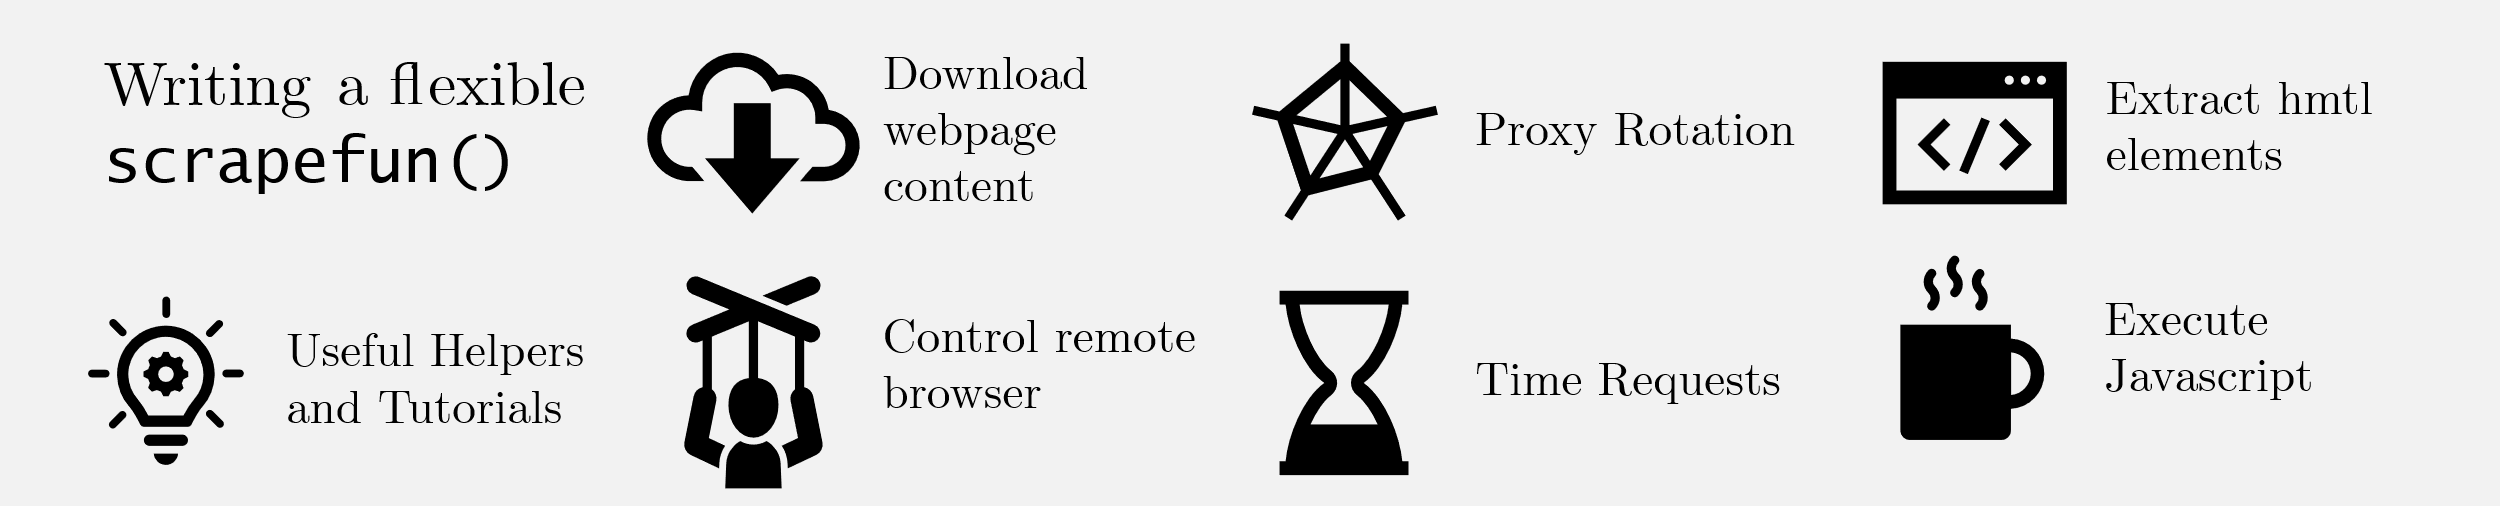 Writing a flexible
scrapefun()
Download
webpage
content
Proxy Rotation
</>
Extract hmtl
elements
Useful Helpers
and Tutorials
Control remote
browser
Time Requests
Execute
Javascript